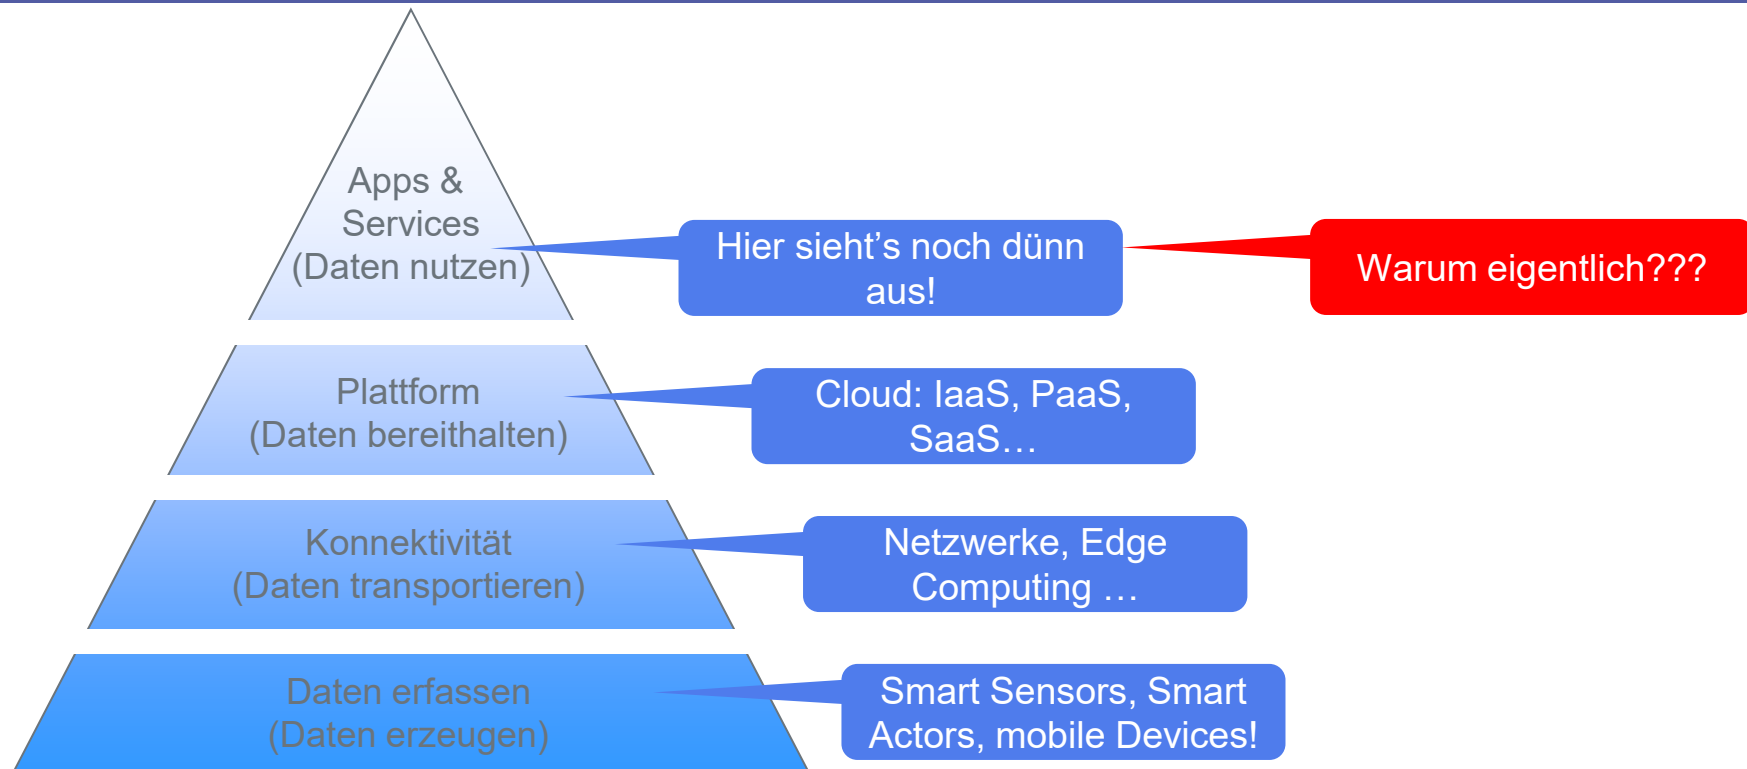 Apps &
Services
(Daten nutzen)
Hier sieht's noch dünn
aus!
Warum eigentlich???
Plattform
(Daten bereithalten)
Cloud: IaaS, PaaS,
SaaS…
Konnektivität
(Daten transportieren)
Netzwerke, Edge
Computing …
Daten erfassen
(Daten erzeugen)
Smart Sensors, Smart
Actors, mobile Devices!